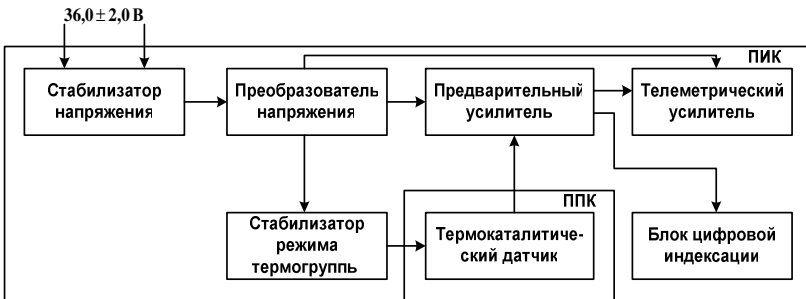 36,0±2,0 В
ПИК
Стабилизатор
напряжения
Преобразователь
напряжения
Предварительный
усилитель
Телеметрический
усилитель
ППК
Стабилизатор
режима
термогруппь
Термокаталитиче-
ский датчик
Блок цифровой
индексации